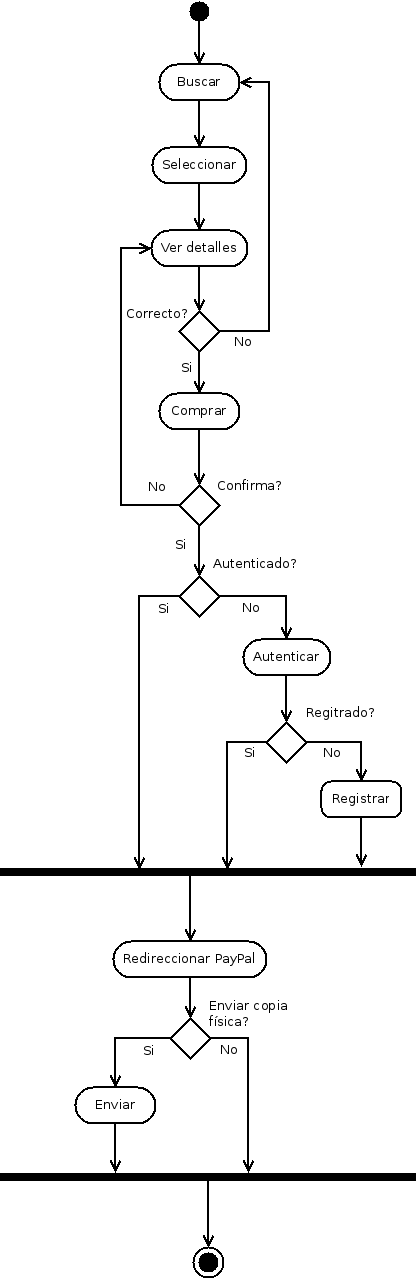 Buscar
Seleccionar
Ver detalles
Correcto?
No
Si
Comprar
Confirma?
No
Si
Autenticado?
Si
No
Autenticar
Regitrado?
Si
No
Registrar
Redireccionar PayPal
Enviar copia
física?
Si
No
Enviar